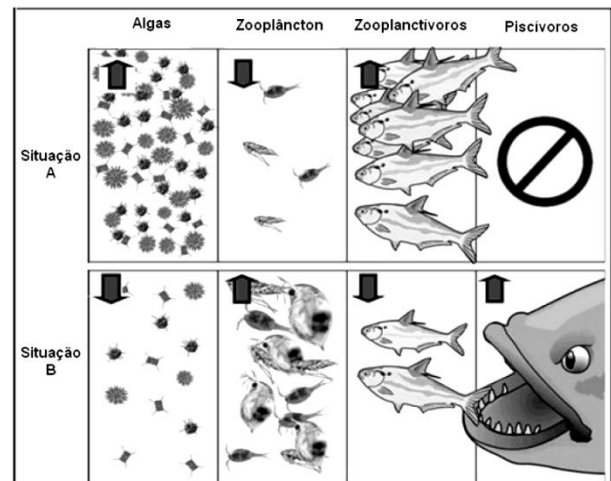 Algas Zooplâncton Zooplanctívoros Piscívoros
Situação
A
Situação
B